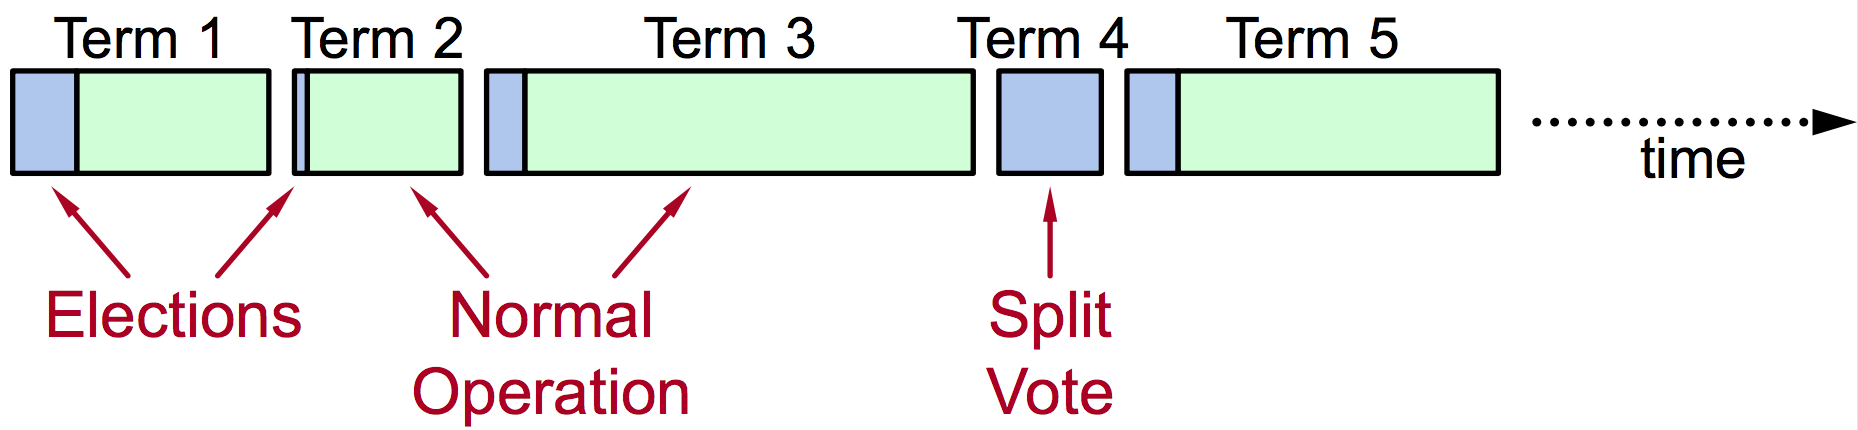 Term 1 Term 2 Term 3 Term 4 Term 5
time
Elections Normal Split
Operation Vote